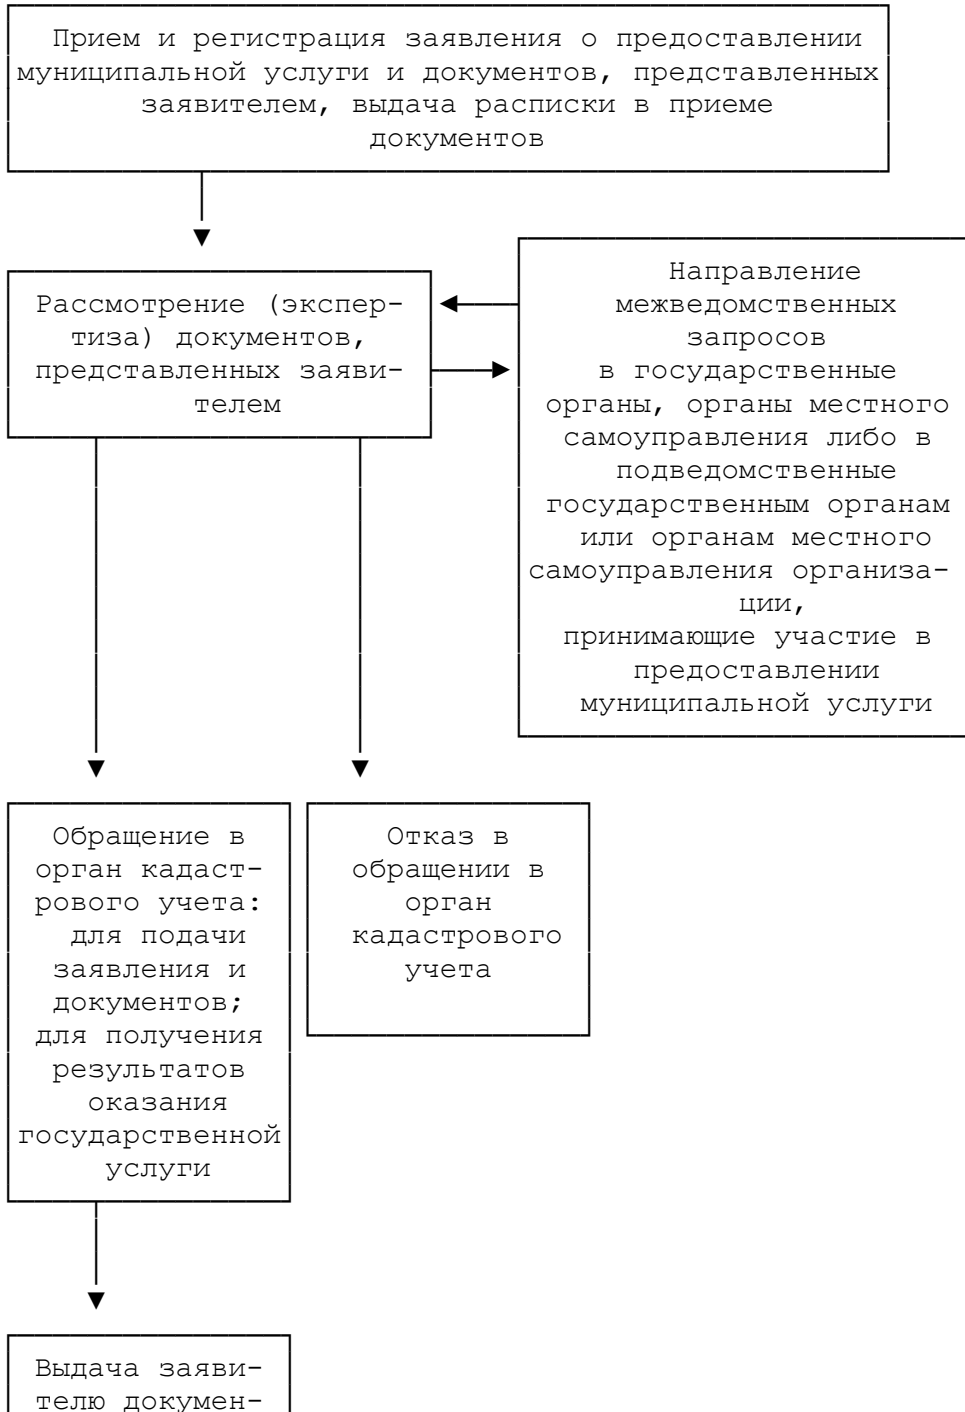 Прием и регистрация заявления о предоставлении
муниципальной услуги и документов, представленных
заявителем, выдача расписки в приеме
документов
Рассмотрение (экспер-
тиза) документов,
представленных заяви-
телем
Направление
межведомственных
запросов
в государственные
органы, органы местного
самоуправления либо в
подведомственные
государственным органам
или органам местного
самоуправления организа-
ции,
принимающие участие в
предоставлении
муниципальной услуги
Обращение в
орган кадаст-
рового учета:
для подачи
заявления и
документов;
для получения
результатов
оказания
государственной
услуги
Отказ в
обращении в
орган
кадастрового
учета
Выдача заяви-
телю докумен-